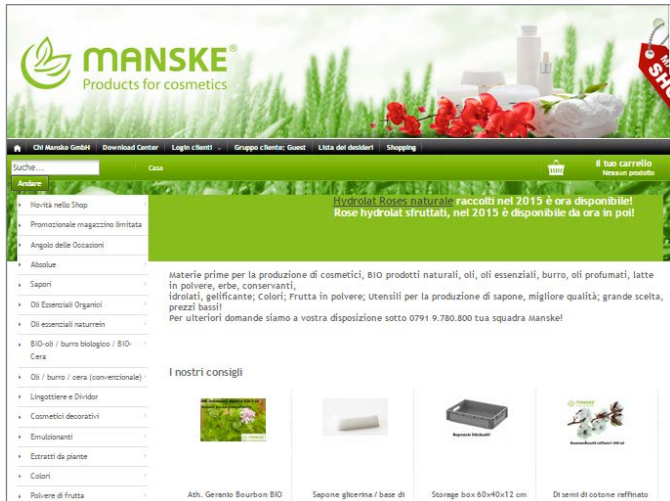 MANSKE®
Products for cosmetics
Chi Manske GmbH Download Center Login clienti Gruppo cliente: Guest Lista dei desideri Shopping
Suche...
Casa
Il tuo carrello
Nessun prodotto
Andare
Hydrolat Roses naturale raccolti nel 2015 è ora disponibile!
Rose hydrolat sfruttati, nel 2015 è disponibile da ora in poi!
Novità nello Shop
Promozionale magazzino limitata
Angolo delle Occasioni
Absolue
Sapori
Oli Essenziali Organici
Oli essenziali naturrein
BIO-oli / burro biologico / BIO-
Cera
Oli / burro / cera (convenzionale)
Lingottiere e Dividor
Cosmetici decorativi
Emulsionanti
Estratti da piante
Colori
Polvere di frutta
Materie prime per la produzione di cosmetici, BIO prodotti naturali, oli, oli essenziali, burro, oli profumati, latte
in polvere, erbe, conservanti,
idrolati, gelificante; Colori; Frutta in polvere; Utensili per la produzione di sapone, migliore qualità; grande scelta,
prezzi bassi!
Per ulteriori domande siamo a vostra disposizione sotto 0791 9.780.800 tua squadra Manske!
I nostri consigli
MANSKE
Ath. Geranio Bourbon BIO
Sapone glicerina / base di
Storage box 60x40x12 cm
Di semi di cotone raffinato